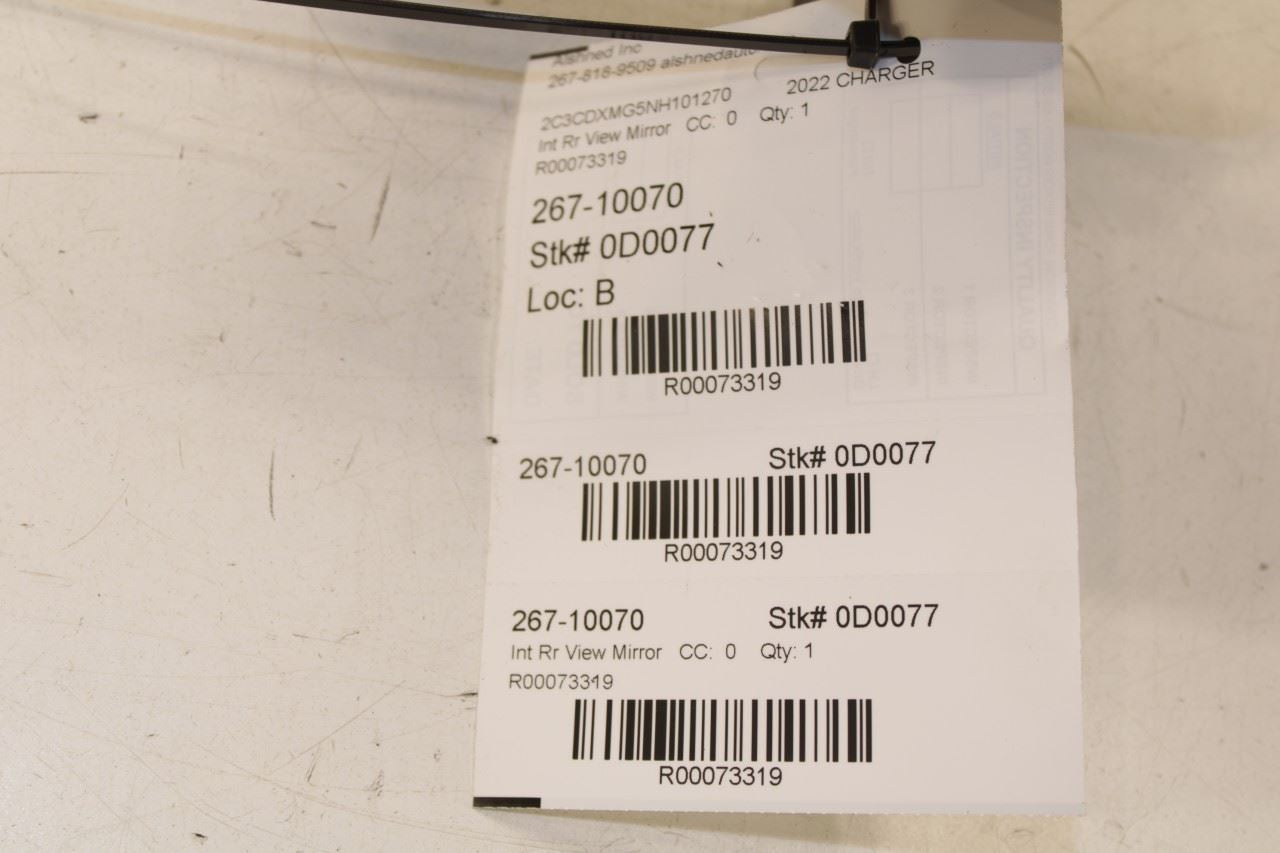 Alshned Inc
267-818-9509 alshnedauto
2C3CDXMG5NH101270 2022 CHARGER
Int Rr View Mirror CC: 0 Qty: 1
R00073319
267-10070
Stk# 0D0077
Loc: B
R00073319
267-10070 Stk# 0D0077
R00073319
267-10070 Stk# 0D0077
Int Rr View Mirror CC: 0 Qty: 1
R00073319
R00073319